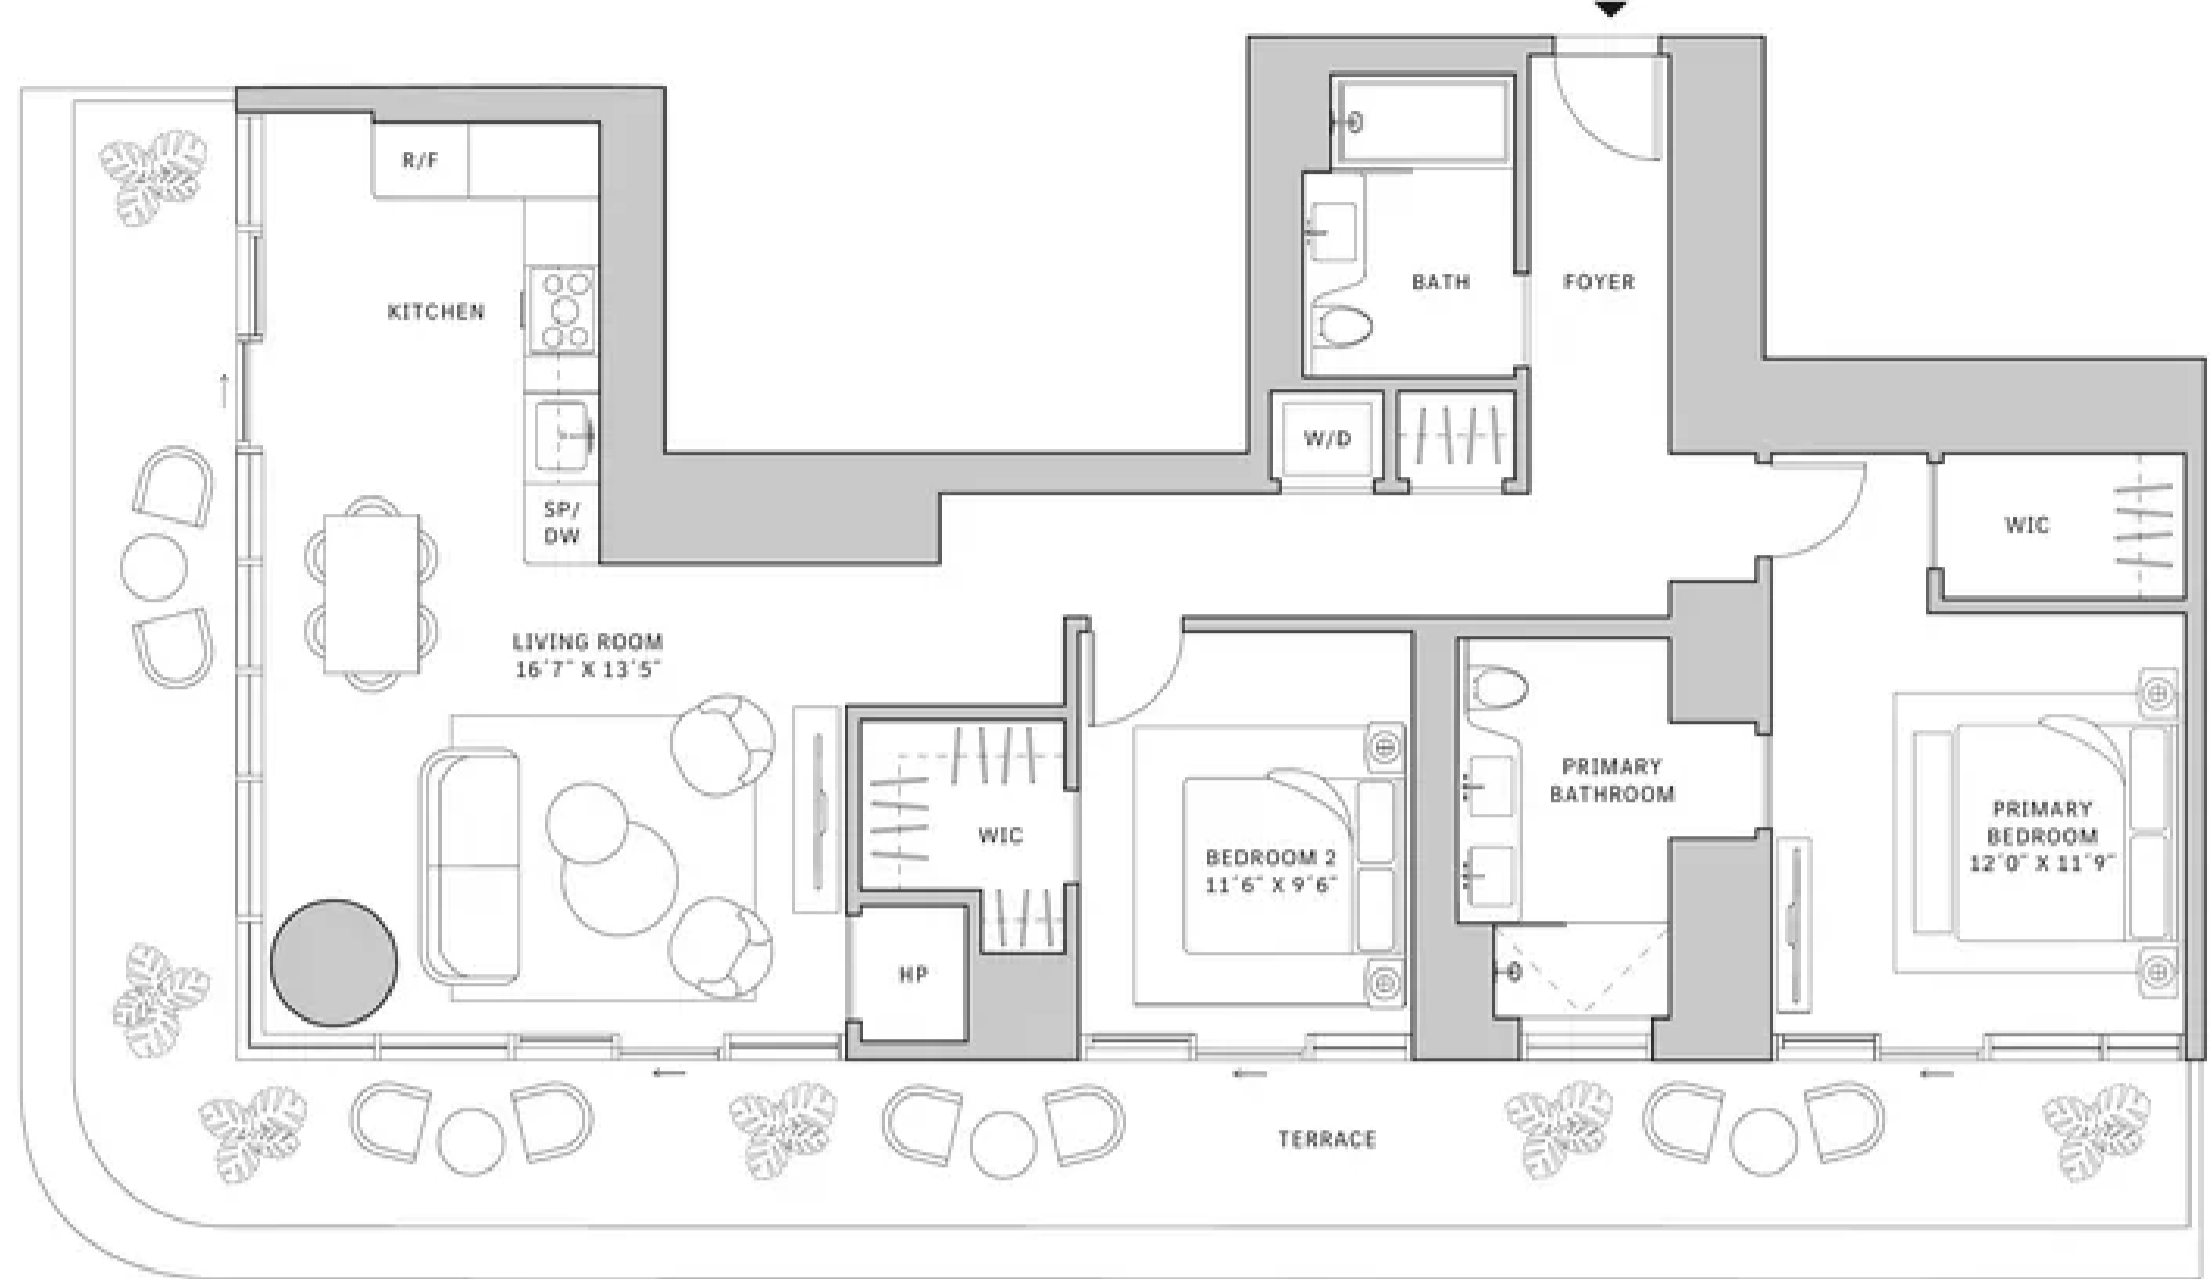 R/F
KITCHEN
BATH
FOYER
W/D
SP/
DW
WIC
LIVING ROOM
16´7˝ X 13´5˝
PRIMARY
BATHROOM
WIC
BEDROOM 2
11´6˝ X 9´6˝
PRIMARY
BEDROOM
12´0˝ X 11´9˝
HP
TERRACE